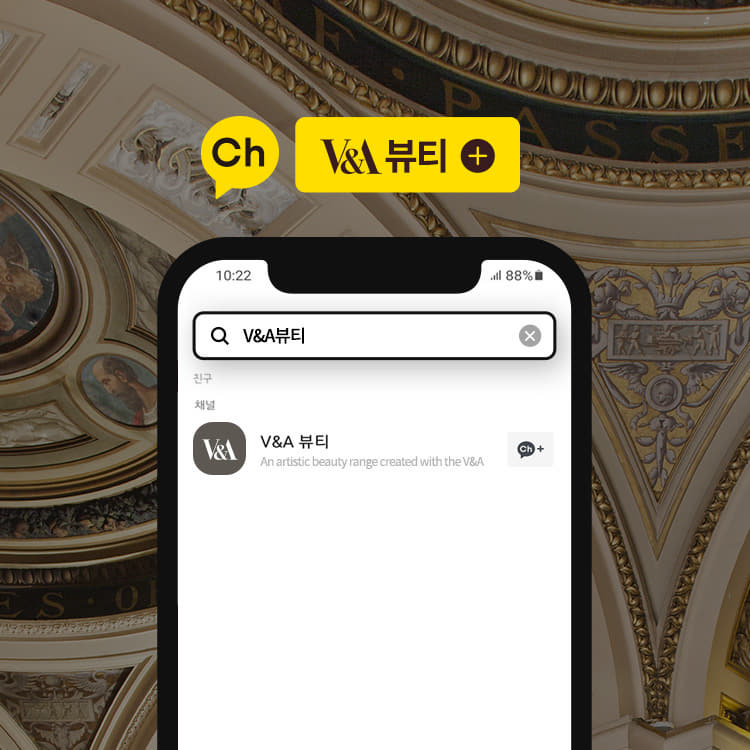 · PASSE
Ch
V&A 뷰티 +
10:22 88%
V&A뷰티
친구
채널
V&A
V&A 뷰티
An artistic beauty range created with the V&A
Ch+
ES · O